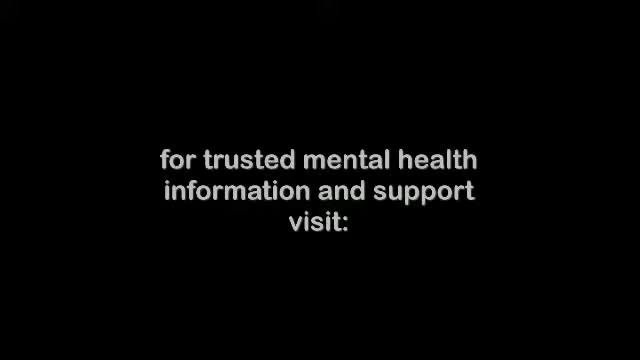 for trusted mental health
information and support
visit: